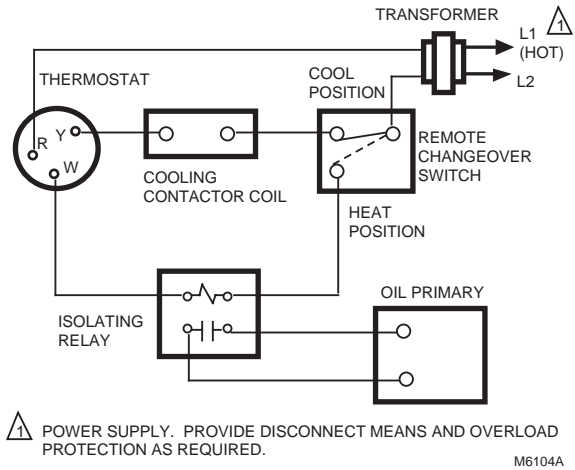 TRANSFORMER
L1
(HOT)
1
L2
THERMOSTAT
COOL
POSITION
R
Y
W
REMOTE
CHANGEOVER
SWITCH
COOLING
CONTACTOR COIL
HEAT
POSITION
ISOLATING
RELAY
OIL PRIMARY
1 POWER SUPPLY. PROVIDE DISCONNECT MEANS AND OVERLOAD
PROTECTION AS REQUIRED.
M6104A